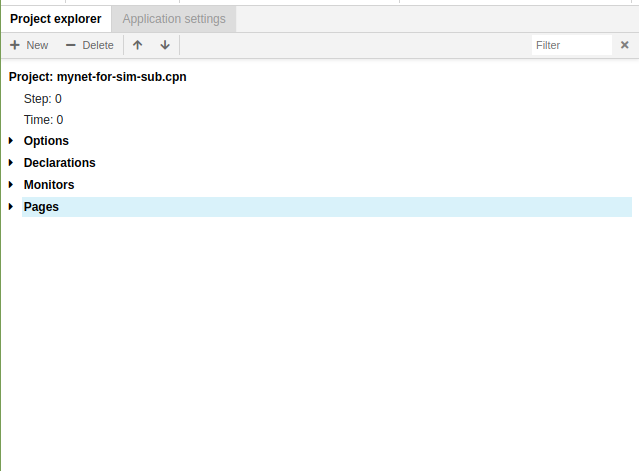 Project explorer Application settings
New Delete Filter
Project: mynet-for-sim-sub.cpn
Step: 0
Time: 0
Options
Declarations
Monitors
Pages